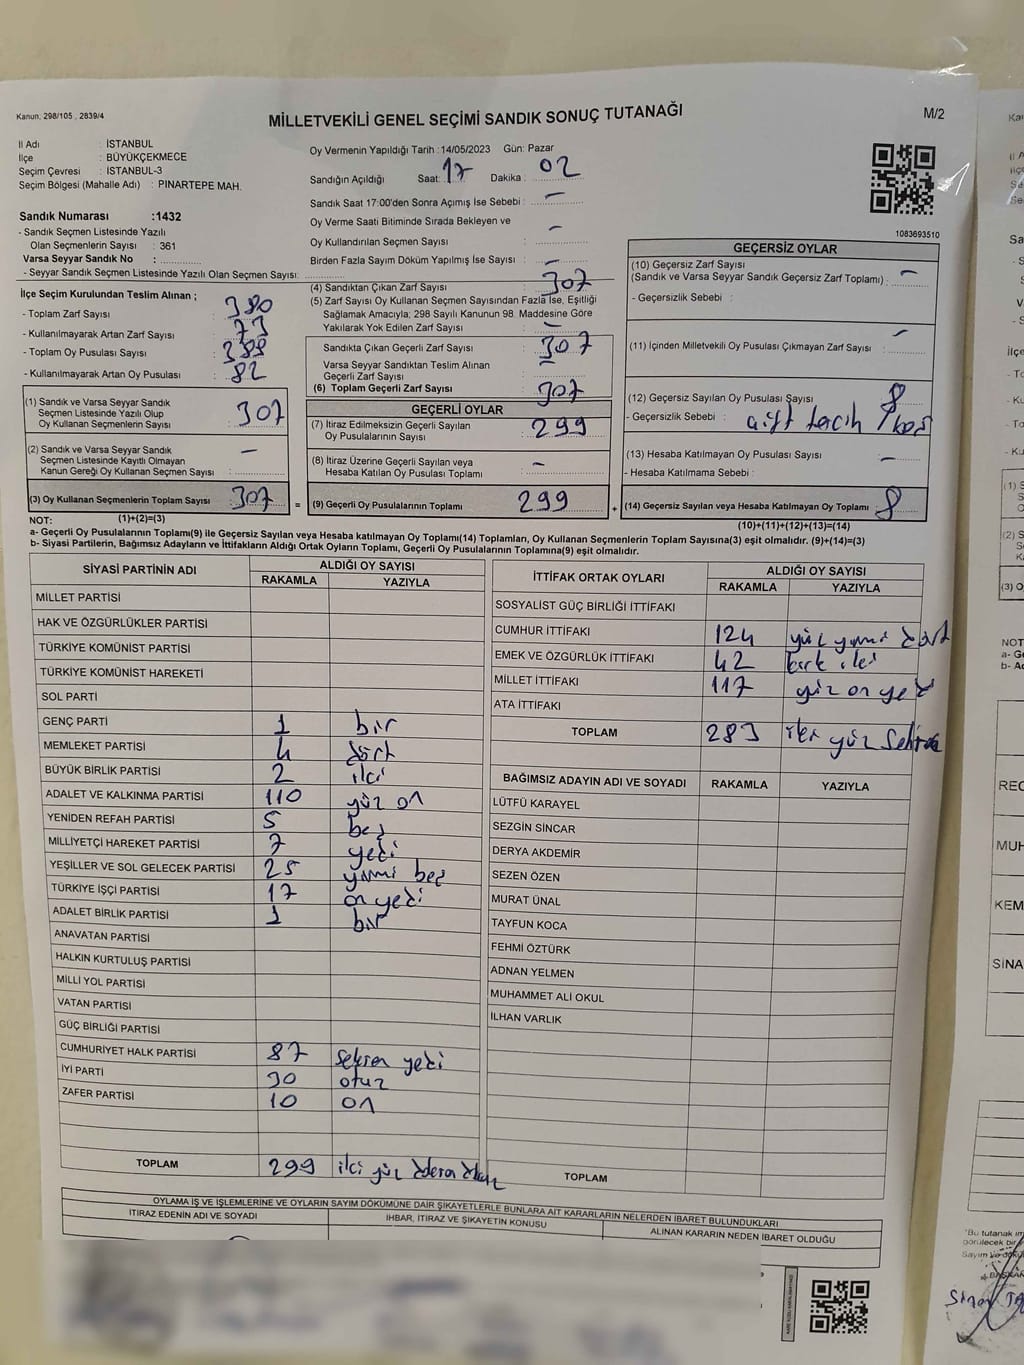 Kanun; 298/105 , 2839/4
MİLLETVEKİLİ GENEL SEÇİMİ SANDIK SONUÇ TUTANAĞI
M/2
İl Adı : İSTANBUL
İlçe : BÜYÜKÇEKMECE
Seçim Çevresi : İSTANBUL-3
Seçim Bölgesi (Mahalle Adı) : PINARTEPE MAH.
Sandık Numarası :1432
- Sandık Seçmen Listesinde Yazılı
Olan Seçmenlerin Sayısı : 361
Varsa Seyyar Sandık No :
- Seyyar Sandık Seçmen Listesinde Yazılı Olan Seçmen Sayısı:
Oy Vermenin Yapıldığı Tarih :14/05/2023 Gün: Pazar
Sandığın Açıldığı Saat: 17 Dakika : 02
Sandık Saat 17:00'den Sonra Açımış İse Sebebi : -
Oy Verme Saati Bitiminde Sırada Bekleyen ve
Oy Kullandırılan Seçmen Sayısı : -
Birden Fazla Sayım Döküm Yapılmış İse Sayısı : -
1083693510
İlçe Seçim Kurulundan Teslim Alınan ;
- Toplam Zarf Sayısı : 380
- Kullanılmayarak Artan Zarf Sayısı : 73
- Toplam Oy Pusulası Sayısı : 389
- Kullanılmayarak Artan Oy Pusulası : 82
(1) Sandık ve Varsa Seyyar Sandık
Seçmen Listesinde Yazılı Olup
Oy Kullanan Seçmenlerin Sayısı : 307
(2) Sandık ve Varsa Seyyar Sandık
Seçmen Listesinde Kayıtlı Olmayan
Kanun Gereği Oy Kullanan Seçmen Sayısı : -
(3) Oy Kullanan Seçmenlerin Toplam Sayısı : 307 =
(1)+(2)=(3)
(4) Sandıktan Çıkan Zarf Sayısı : 307
(5) Zarf Sayısı Oy Kullanan Seçmen Sayısından Fazla İse, Eşitliği
Sağlamak Amacıyla; 298 Sayılı Kanunun 98. Maddesine Göre
Yakılarak Yok Edilen Zarf Sayısı : -
Sandıkta Çıkan Geçerli Zarf Sayısı : 307
Varsa Seyyar Sandıktan Teslim Alınan
Geçerli Zarf Sayısı : -
(6) Toplam Geçerli Zarf Sayısı : 307
GEÇERLİ OYLAR
(7) İtiraz Edilmeksizin Geçerli Sayılan
Oy Pusulalarının Sayısı : 299
(8) İtiraz Üzerine Geçerli Sayılan veya
Hesaba Katılan Oy Pusulası Toplamı : -
(9) Geçerli Oy Pusulalarının Toplamı : 299 +
GEÇERSİZ OYLAR
(10) Geçersiz Zarf Sayısı
(Sandık ve Varsa Seyyar Sandık Geçersiz Zarf Toplamı) : -
- Geçersizlik Sebebi :
(11) İçinden Milletvekili Oy Pusulası Çıkmayan Zarf Sayısı : -
(12) Geçersiz Sayılan Oy Pusulası Sayısı : 8
- Geçersizlik Sebebi : çift tercih / boş
(13) Hesaba Katılmayan Oy Pusulası Sayısı : -
- Hesaba Katılmama Sebebi :
(14) Geçersiz Sayılan veya Hesaba Katılmayan Oy Toplamı : 8
(10)+(11)+(12)+(13)=(14)
NOT:
a- Geçerli Oy Pusulalarının Toplamı(9) ile Geçersiz Sayılan veya Hesaba katılmayan Oy Toplamı(14) Toplamları, Oy Kullanan Seçmenlerin Toplam Sayısına(3) eşit olmalıdır. (9)+(14)=(3)
b- Siyasi Partilerin, Bağımsız Adayların ve İttifakların Aldığı Ortak Oyların Toplamı, Geçerli Oy Pusulalarının Toplamına(9) eşit olmalıdır.
SİYASİ PARTİNİN ADI ALDIĞI OY SAYISI
RAKAMLA YAZIYLA
MİLLET PARTİSİ
HAK VE ÖZGÜRLÜKLER PARTİSİ
TÜRKİYE KOMÜNİST PARTİSİ
TÜRKİYE KOMÜNİST HAREKETİ
SOL PARTİ
GENÇ PARTİ 1 bir
MEMLEKET PARTİSİ 4 dört
BÜYÜK BİRLİK PARTİSİ 2 iki
ADALET VE KALKINMA PARTİSİ 110 yüz on
YENİDEN REFAH PARTİSİ 5 beş
MİLLİYETÇİ HAREKET PARTİSİ 7 yedi
YEŞİLLER VE SOL GELECEK PARTİSİ 25 yirmi beş
TÜRKİYE İŞÇİ PARTİSİ 17 on yedi
ADALET BİRLİK PARTİSİ 1 bir
ANAVATAN PARTİSİ
HALKIN KURTULUŞ PARTİSİ
MİLLİ YOL PARTİSİ
VATAN PARTİSİ
GÜÇ BİRLİĞİ PARTİSİ
CUMHURİYET HALK PARTİSİ 87 seksen yedi
İYİ PARTİ 30 otuz
ZAFER PARTİSİ 10 on
TOPLAM 299 iki yüz doksan dokuz
İTTİFAK ORTAK OYLARI ALDIĞI OY SAYISI
RAKAMLA YAZIYLA
SOSYALİST GÜÇ BİRLİĞİ İTTİFAKI
CUMHUR İTTİFAKI 124 yüz yirmi dört
EMEK VE ÖZGÜRLÜK İTTİFAKI 42 kırk iki
MİLLET İTTİFAKI 117 yüz on yedi
ATA İTTİFAKI
TOPLAM 283 iki yüz seksen
BAĞIMSIZ ADAYIN ADI VE SOYADI RAKAMLA YAZIYLA
LÜTFÜ KARAYEL
SEZGİN SİNCAR
DERYA AKDEMİR
SEZEN ÖZEN
MURAT ÜNAL
TAYFUN KOCA
FEHMİ ÖZTÜRK
ADNAN YELMEN
MUHAMMET ALİ OKUL
İLHAN VARLIK
TOPLAM
OYLAMA İŞ VE İŞLEMLERİNE VE OYLARIN SAYIM DÖKÜMÜNE DAİR ŞİKAYETLERLE BUNLARA AİT KARARLARIN NELERDEN İBARET BULUNDUKLARI
İTİRAZ EDENİN ADI VE SOYADI İHBAR, İTİRAZ VE ŞİKAYETİN KONUSU ALINAN KARARIN NEDEN İBARET OLDUĞU